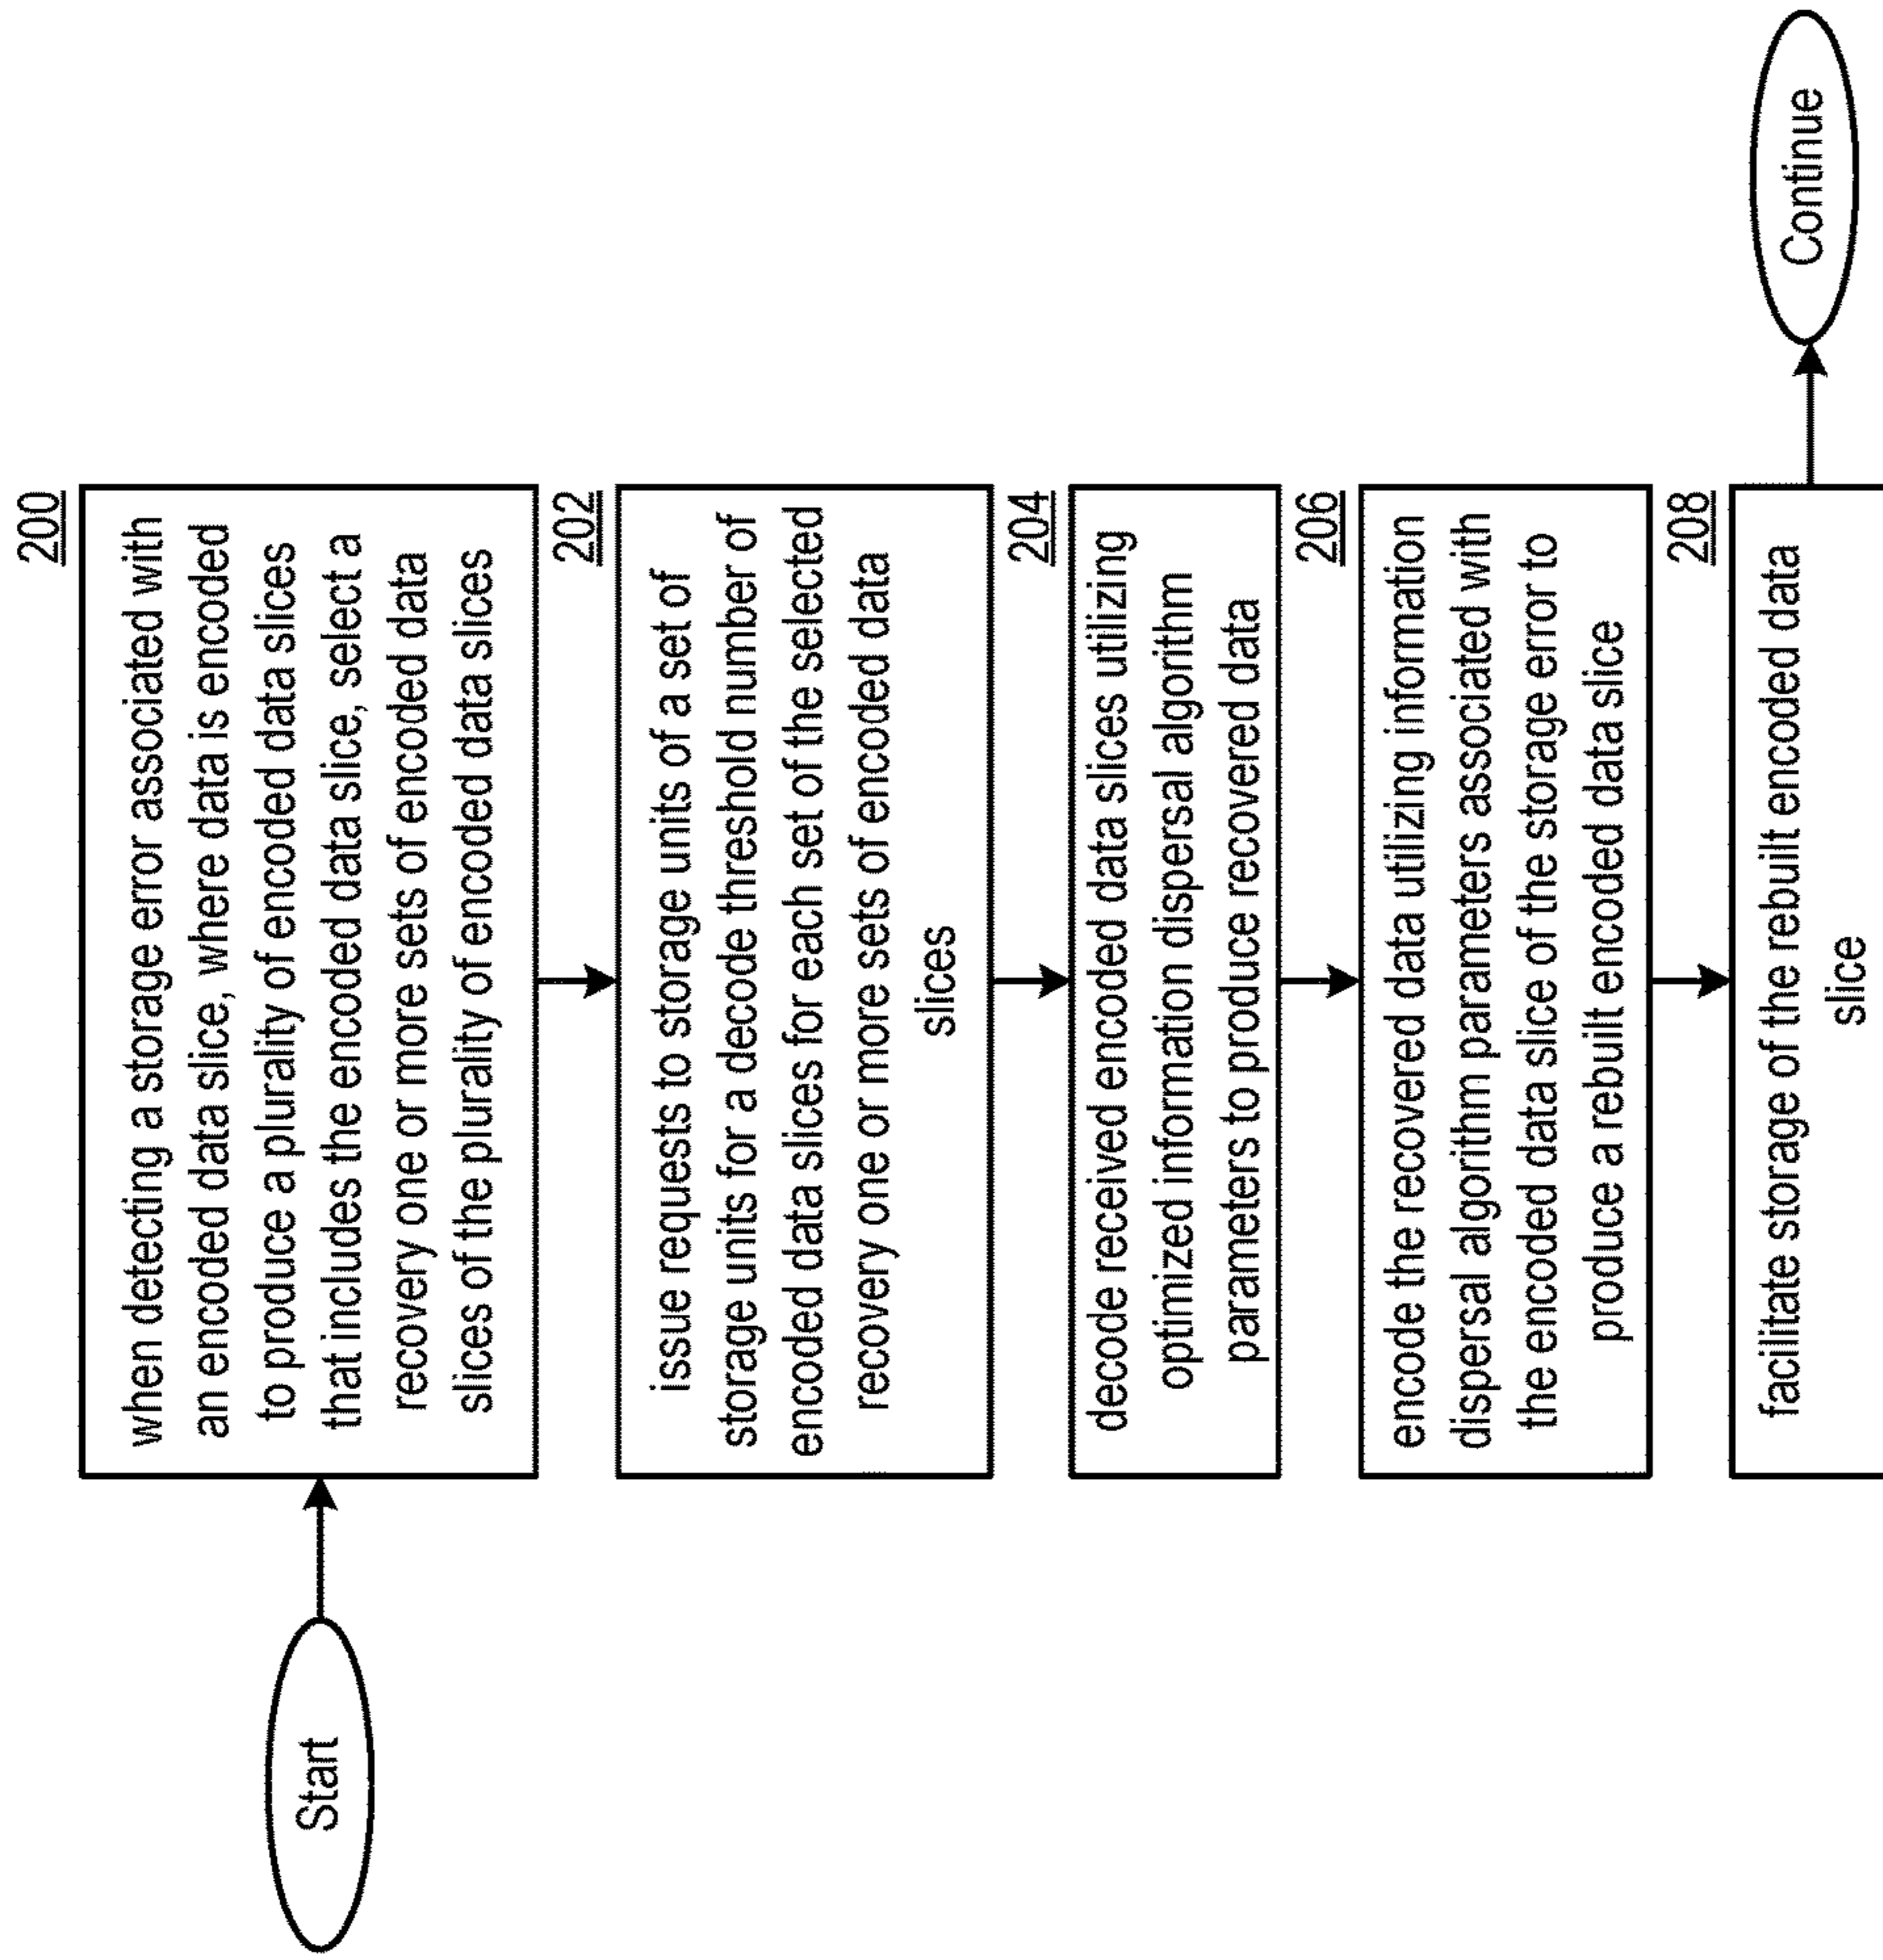 Start
200
when detecting a storage error associated with
an encoded data slice, where data is encoded
to produce a plurality of encoded data slices
that includes the encoded data slice, select a
recovery one or more sets of encoded data
slices of the plurality of encoded data slices
202
issue requests to storage units of a set of
storage units for a decode threshold number of
encoded data slices for each set of the selected
recovery one or more sets of encoded data
slices
204
decode received encoded data slices utilizing
optimized information dispersal algorithm
parameters to produce recovered data
206
encode the recovered data utilizing information
dispersal algorithm parameters associated with
the encoded data slice of the storage error to
produce a rebuilt encoded data slice
208
facilitate storage of the rebuilt encoded data
slice
Continue